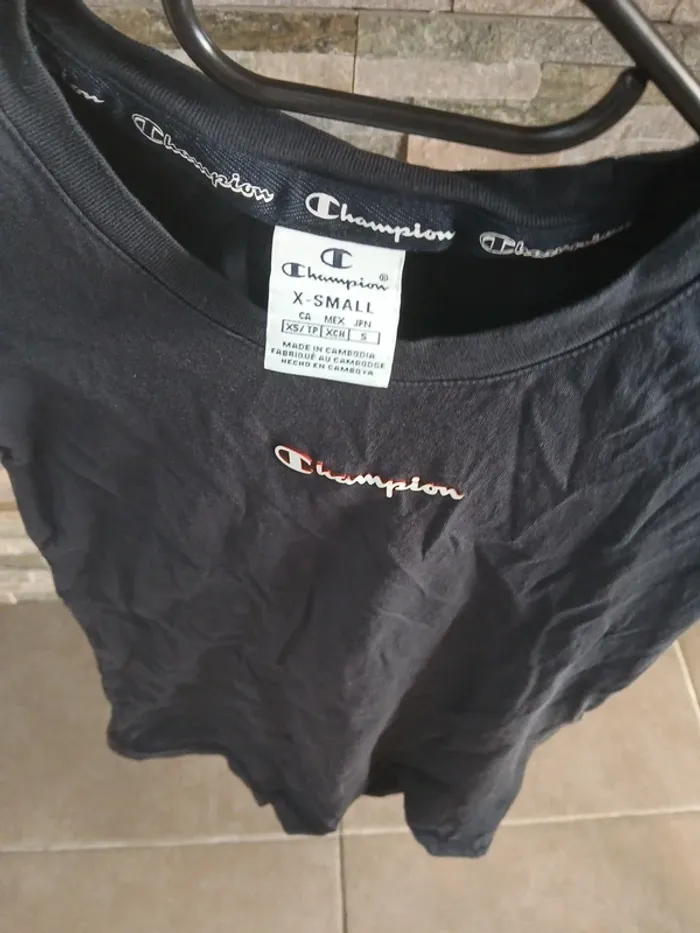 Champion
Champion
Champion
Champion®
X-SMALL
CA MEX JPN
XS/TP XCH S
MADE IN CAMBODIA
FABRIQUÉ AU CAMBODGE
HECHO EN CAMBOYA
Champion